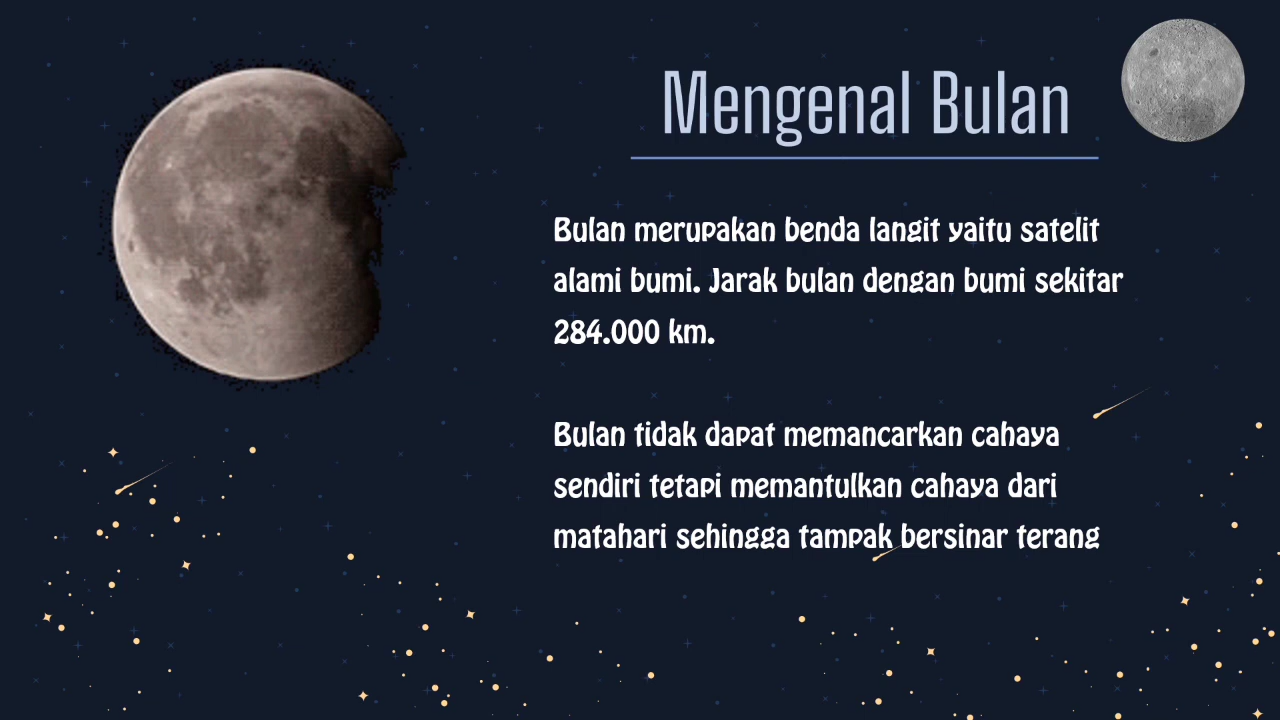 Mengenal Bulan
Bulan merupakan benda langit yaitu satelit
alami bumi. Jarak bulan dengan bumi sekitar
284.000 km.
Bulan tidak dapat memancarkan cahaya
sendiri tetapi memantulkan cahaya dari
matahari sehingga tampak bersinar terang